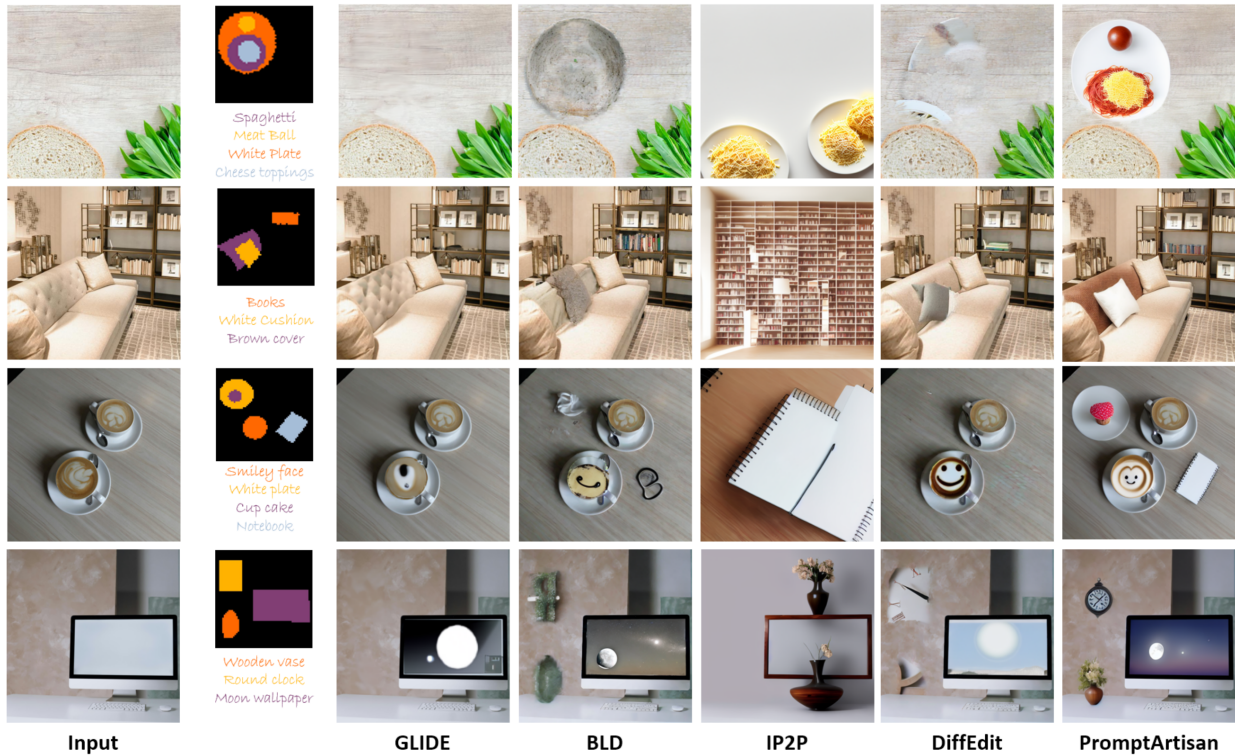 Spaghetti
Meat Ball
White Plate
Cheese toppings
Books
White Cushion
Brown cover
Smiley face
White plate
Cup cake
Notebook
Wooden vase
Round clock
Moon wallpaper
Input
GLIDE
BLD
IP2P
DiffEdit
PromptArtisan